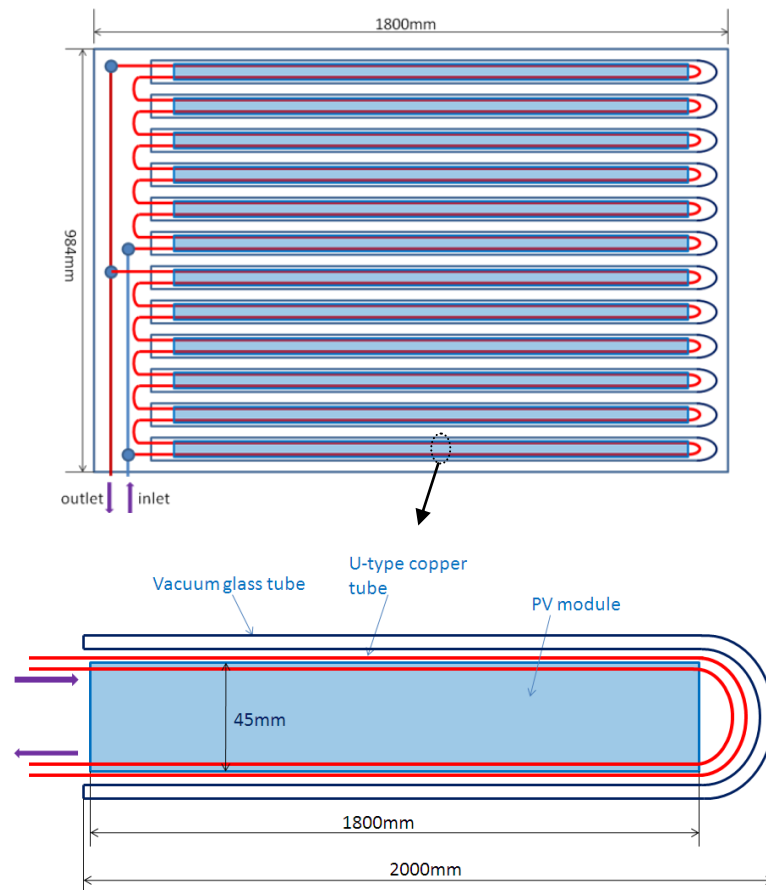 1800mm
984mm
outlet
inlet
U-type copper
tube
Vacuum glass tube
PV module
45mm
1800mm
2000mm